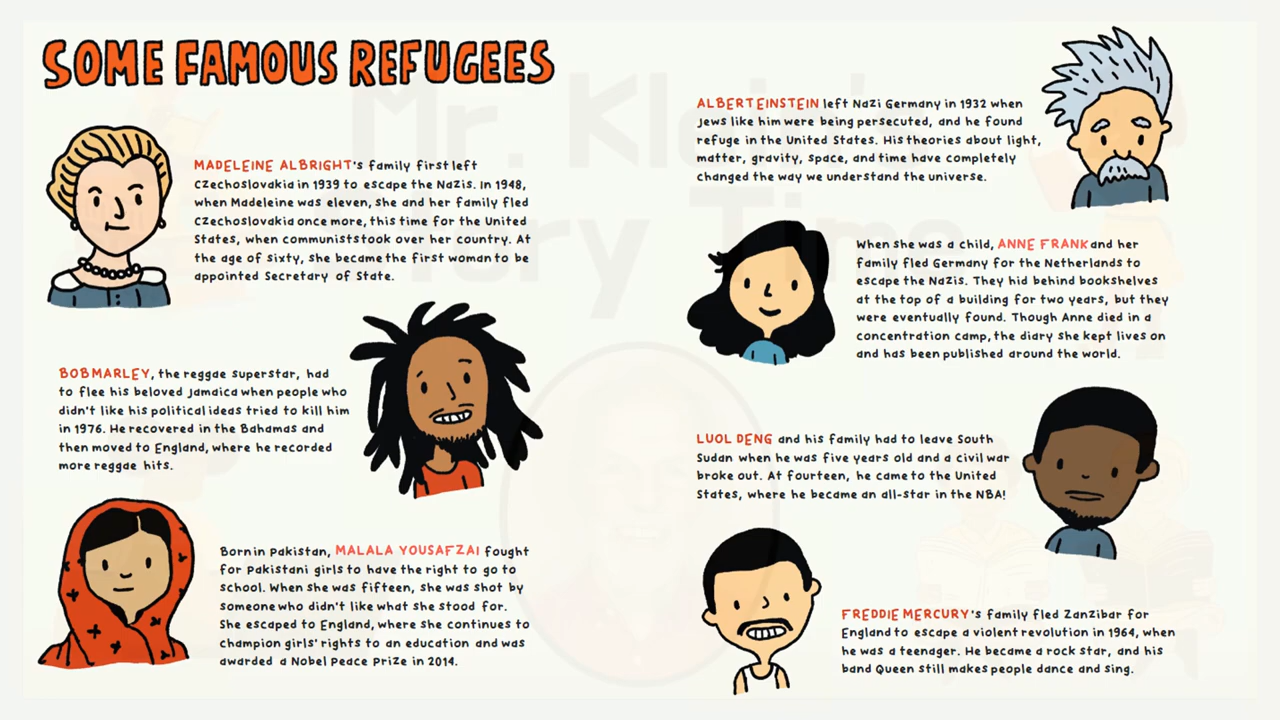 SOME FAMOUS REFUGEES
MADELEINE ALBRIGHT's family first left
Czechoslovakia in 1939 to escape the Nazis. In 1948,
when Madeleine was eleven, she and her family fled
Czechoslovakia once more, this time for the United
States, when communists took over her country. At
the age of sixty, she became the first woman to be
appointed Secretary of State.
BOB MARLEY, the reggae superstar, had
to flee his beloved Jamaica when people who
didn't like his political ideas tried to kill him
in 1976. He recovered in the Bahamas and
then moved to England, where he recorded
more reggae hits.
Born in Pakistan, MALALA YOUSAFZAI fought
for Pakistani girls to have the right to go to
school. When she was fifteen, she was shot by
someone who didn't like what she stood for.
She escaped to England, where she continues to
champion girls' rights to an education and was
awarded a Nobel Peace Prize in 2014.
ALBERT EINSTEIN left Nazi Germany in 1932 when
Jews like him were being persecuted, and he found
refuge in the United States. His theories about light,
matter, gravity, space, and time have completely
changed the way we understand the universe.
When she was a child, ANNE FRANK and her
family fled Germany for the Netherlands to
escape the Nazis. They hid behind bookshelves
at the top of a building for two years, but they
were eventually found. Though Anne died in a
concentration camp, the diary she kept lives on
and has been published around the world.
LUOL DENG and his family had to leave South
Sudan when he was five years old and a civil war
broke out. At fourteen, he came to the United
States, where he became an all-star in the NBA!
FREDDIE MERCURY's family fled Zanzibar for
England to escape a violent revolution in 1964, when
he was a teenager. He became a rock star, and his
band Queen still makes people dance and sing.